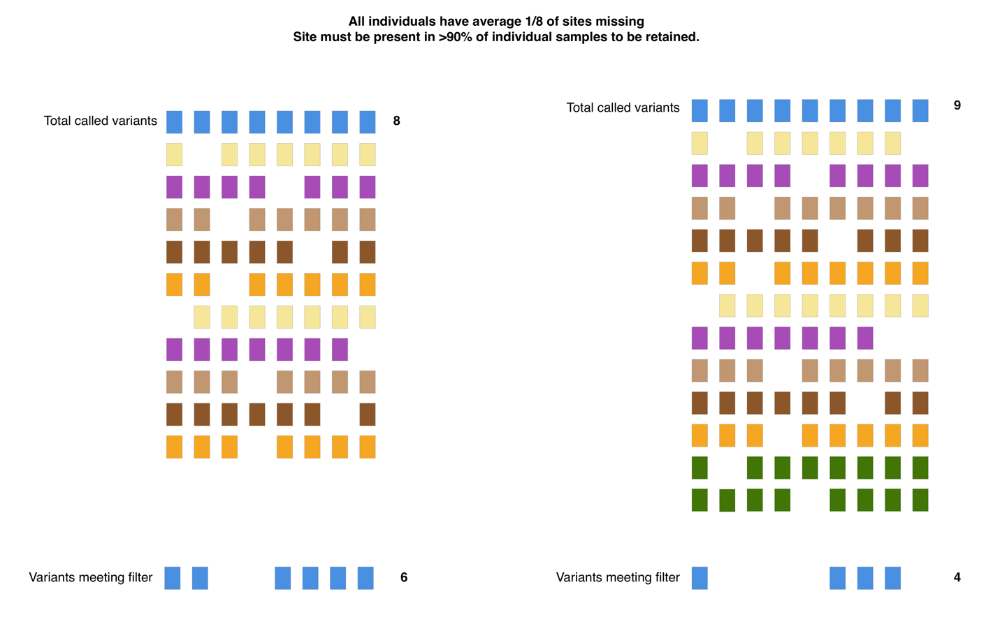 All individuals have average 1/8 of sites missing
Site must be present in >90% of individual samples to be retained.
Total called variants 8
Total called variants 9
Variants meeting filter 6
Variants meeting filter 4